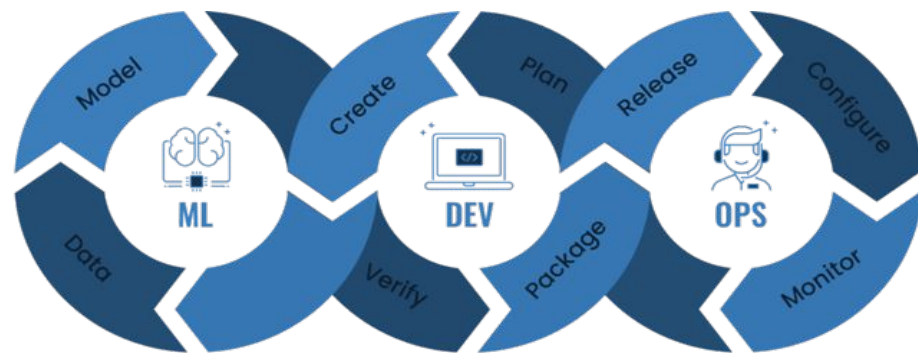 Model
Create
Plan
Release
Configure
</>
ML
DEV
OPS
Data
Verify
Package
Monitor